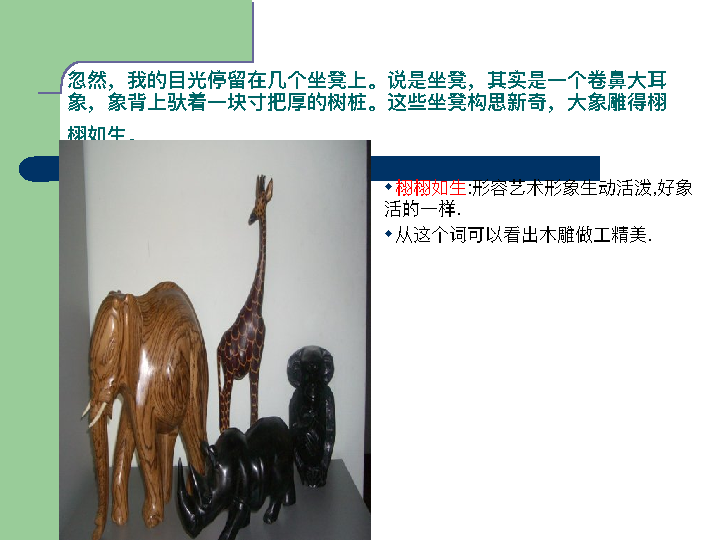 忽然，我的目光停留在几个坐凳上。说是坐凳，其实是一个卷鼻大耳
象，象背上驮着一块寸把厚的树桩。这些坐凳构思新奇，大象雕得栩
栩如生。
栩栩如生:形容艺术形象生动活泼,好象
活的一样.
从这个词可以看出木雕做工精美.